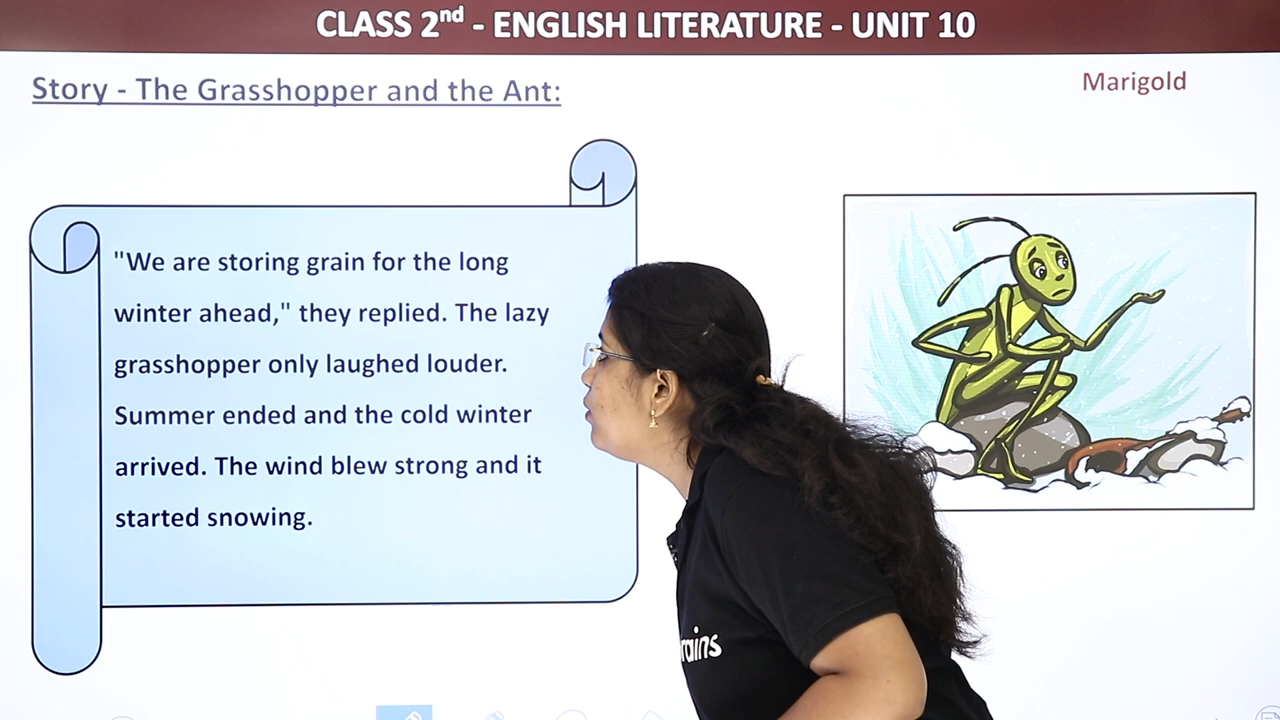 CLASS 2nd - ENGLISH LITERATURE - UNIT 10
Story - The Grasshopper and the Ant:
Marigold
"We are storing grain for the long
winter ahead," they replied. The lazy
grasshopper only laughed louder.
Summer ended and the cold winter
arrived. The wind blew strong and it
started snowing.
rains